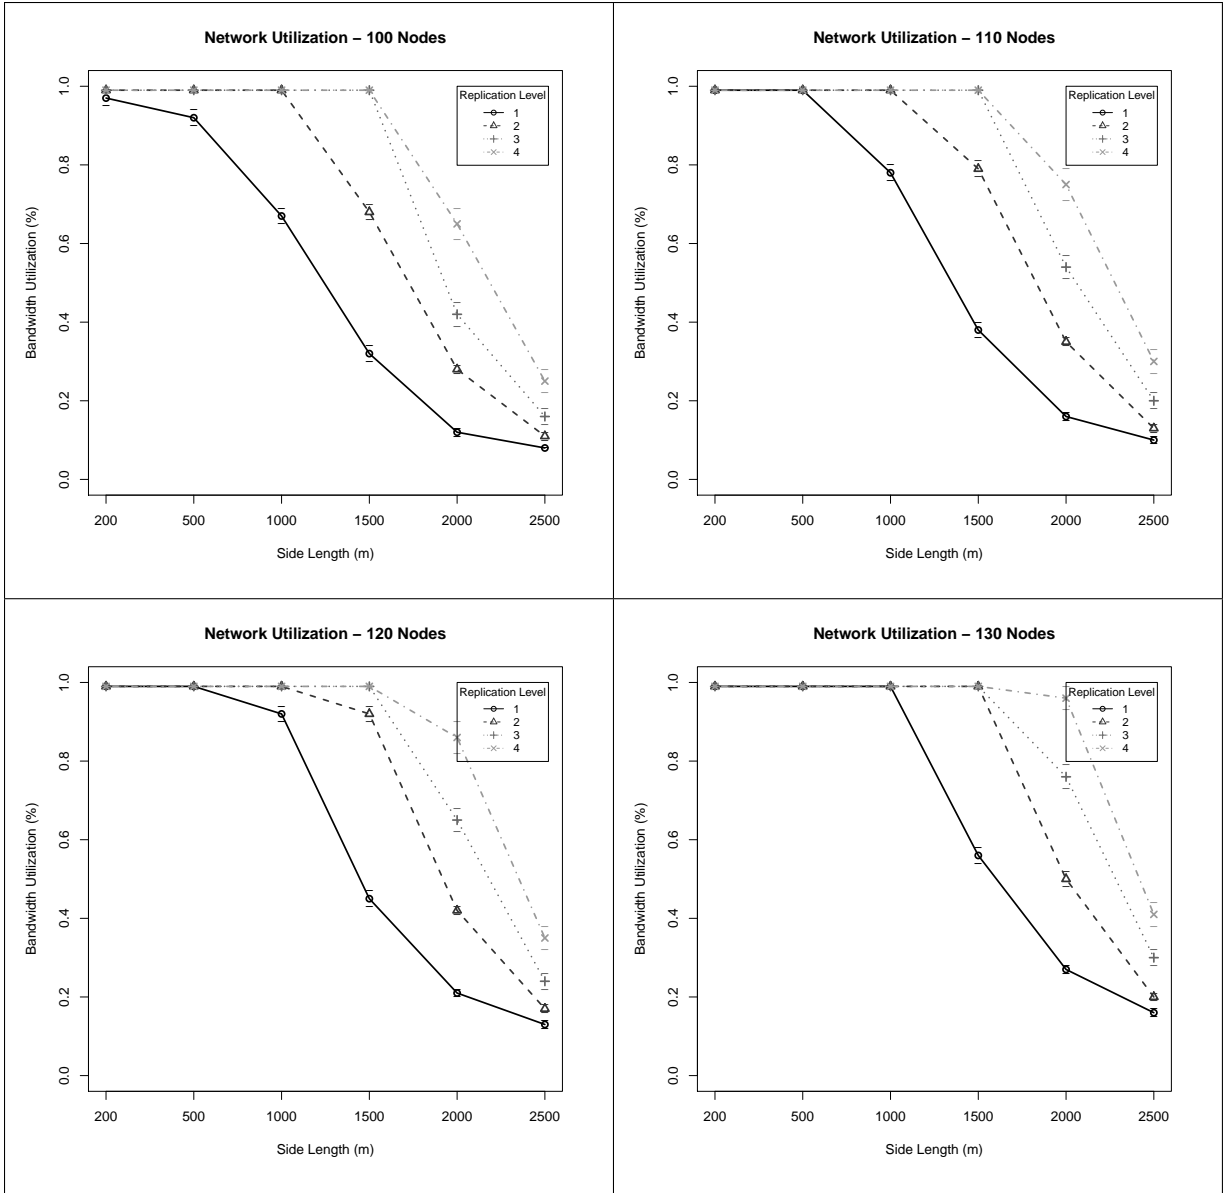 Network Utilization – 100 Nodes
Bandwidth Utilization (%)
1.0
0.8
0.6
0.4
0.2
0.0
Replication Level
1
2
3
4
200 500 1000 1500 2000 2500
Side Length (m)
Network Utilization – 110 Nodes
Bandwidth Utilization (%)
1.0
0.8
0.6
0.4
0.2
0.0
Replication Level
1
2
3
4
200 500 1000 1500 2000 2500
Side Length (m)
Network Utilization – 120 Nodes
Bandwidth Utilization (%)
1.0
0.8
0.6
0.4
0.2
0.0
Replication Level
1
2
3
4
200 500 1000 1500 2000 2500
Side Length (m)
Network Utilization – 130 Nodes
Bandwidth Utilization (%)
1.0
0.8
0.6
0.4
0.2
0.0
Replication Level
1
2
3
4
200 500 1000 1500 2000 2500
Side Length (m)